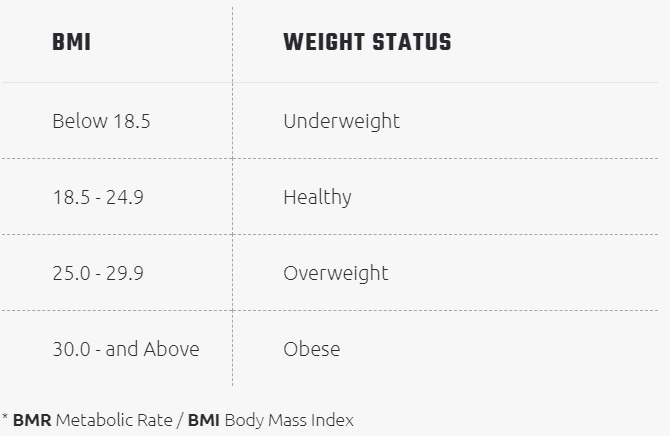 BMI WEIGHT STATUS
Below 18.5 Underweight
18.5 - 24.9 Healthy
25.0 - 29.9 Overweight
30.0 - and Above Obese
* BMR Metabolic Rate / BMI Body Mass Index